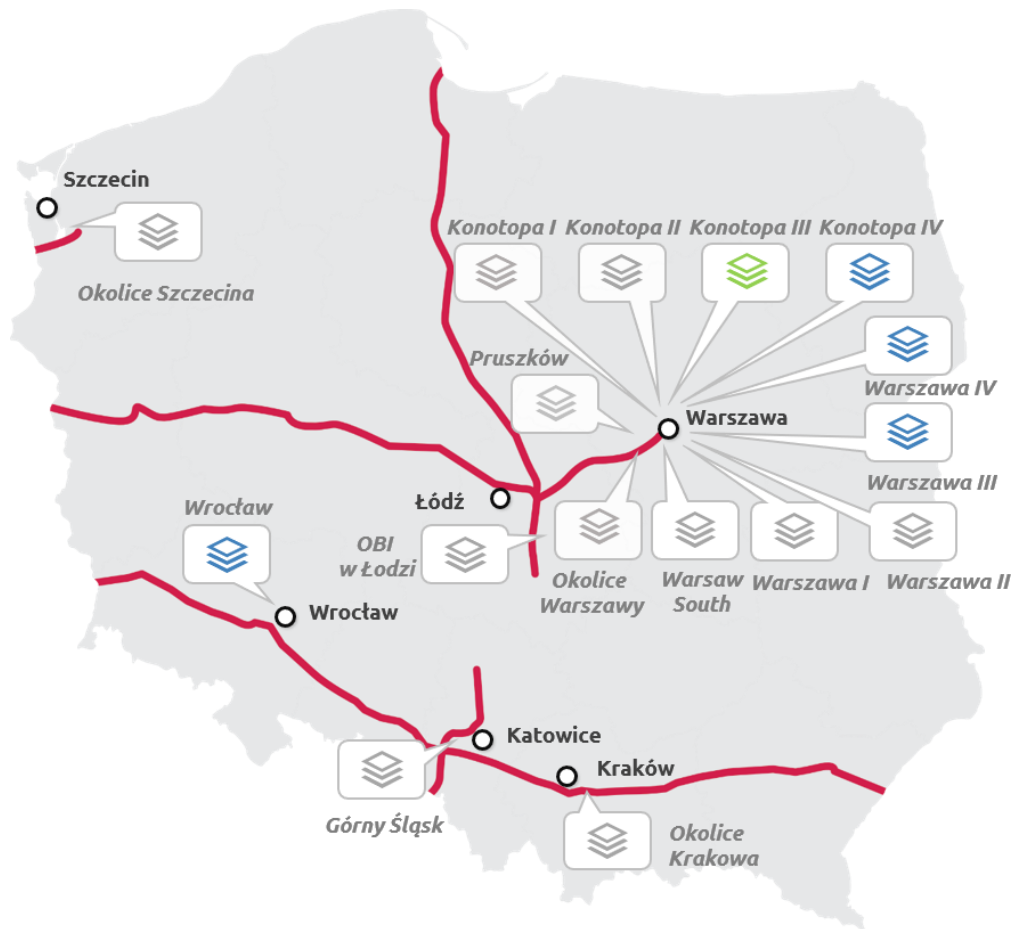 Szczecin
Okolice Szczecina
Konotopa I
Konotopa II
Konotopa III
Konotopa IV
Pruszków
Warszawa IV
Warszawa
Warszawa III
Łódź
Wrocław
OBI
w Łodzi
Okolice
Warszawy
Warsaw
South
Warszawa I
Warszawa II
Wrocław
Katowice
Kraków
Górny Śląsk
Okolice
Krakowa